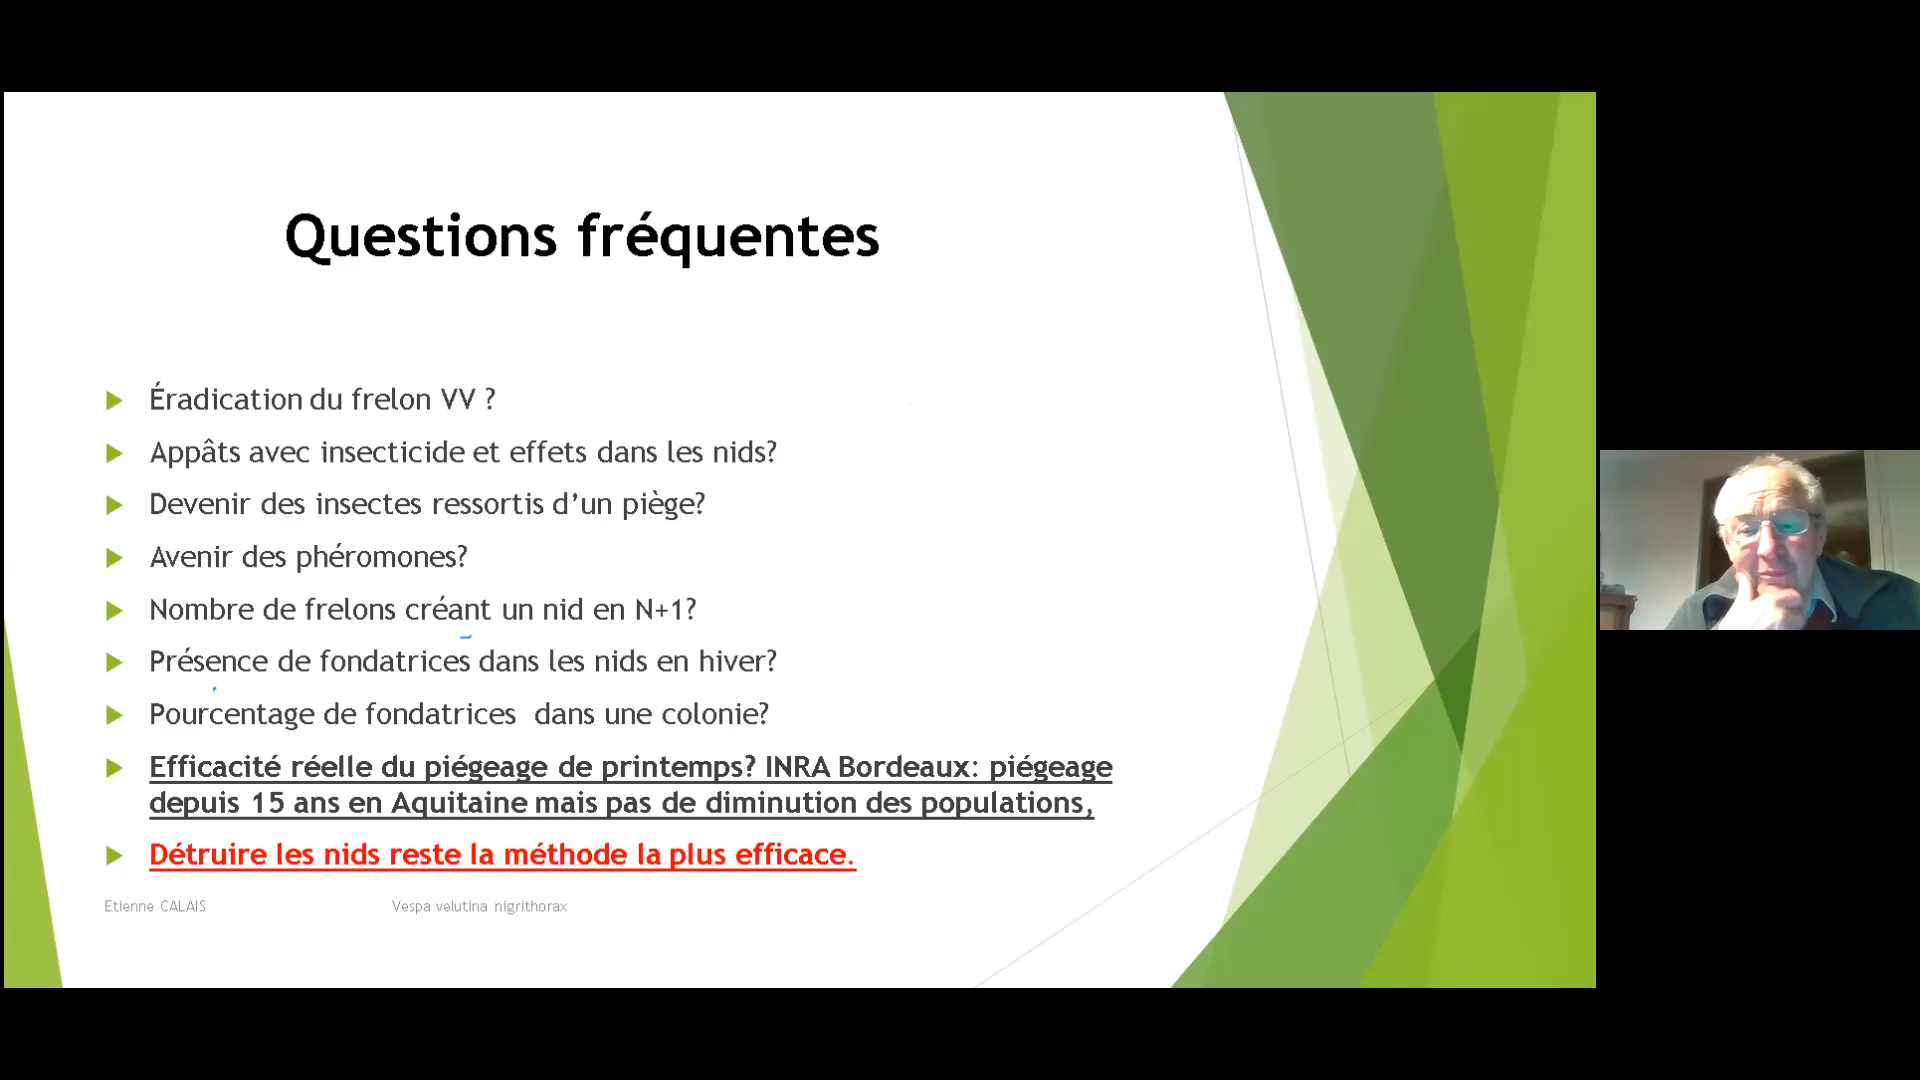 Questions fréquentes
Éradication du frelon VV ?
Appâts avec insecticide et effets dans les nids?
Devenir des insectes ressortis d’un piège?
Avenir des phéromones?
Nombre de frelons créant un nid en N+1?
Présence de fondatrices dans les nids en hiver?
Pourcentage de fondatrices dans une colonie?
Efficacité réelle du piégeage de printemps? INRA Bordeaux: piégeage
depuis 15 ans en Aquitaine mais pas de diminution des populations,
Détruire les nids reste la méthode la plus efficace.
Etienne CALAIS
Vespa velutina nigrithorax